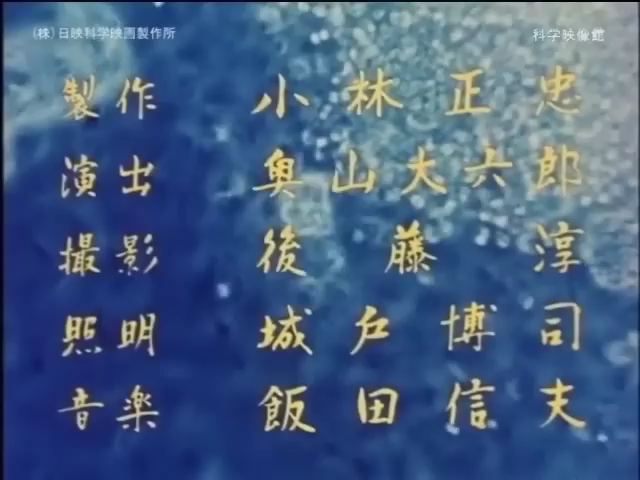 (株)日映科学映画製作所
科学映像館
製作 小林正忠
演出 奥山大六郎
撮影 後藤淳
照明 城戸博司
音楽 飯田信夫